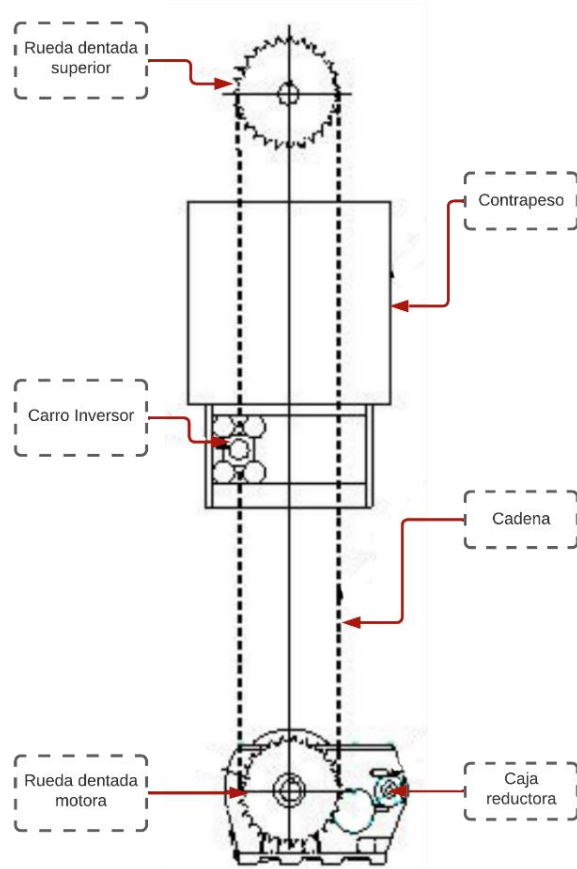 Rueda dentada
superior
Contrapeso
Carro Inversor
Cadena
Rueda dentada
motora
Caja
reductora